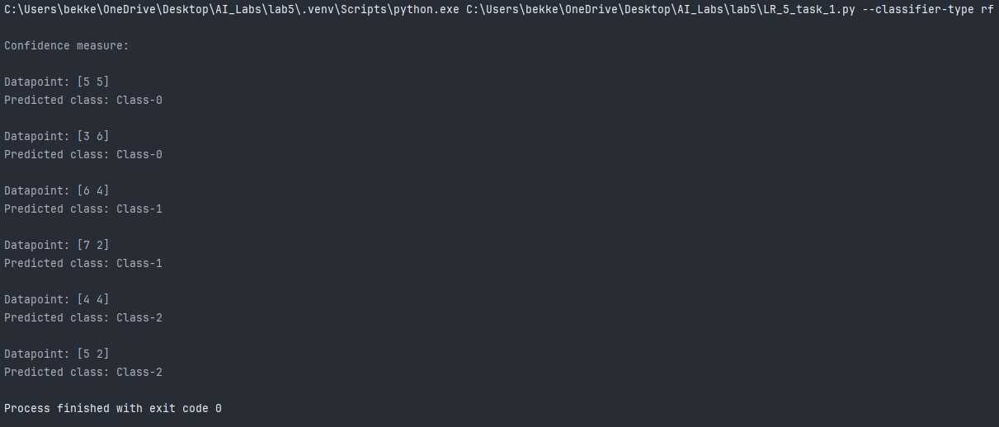 C:\Users\bekke\OneDrive\Desktop\AI_Labs\lab5\.venv\Scripts\python.exe C:\Users\bekke\OneDrive\Desktop\AI_Labs\lab5\LR_5_task_1.py --classifier-type rf
Confidence measure:
Datapoint: [5 5]
Predicted class: Class-0
Datapoint: [3 6]
Predicted class: Class-0
Datapoint: [6 4]
Predicted class: Class-1
Datapoint: [7 2]
Predicted class: Class-1
Datapoint: [4 4]
Predicted class: Class-2
Datapoint: [5 2]
Predicted class: Class-2
Process finished with exit code 0